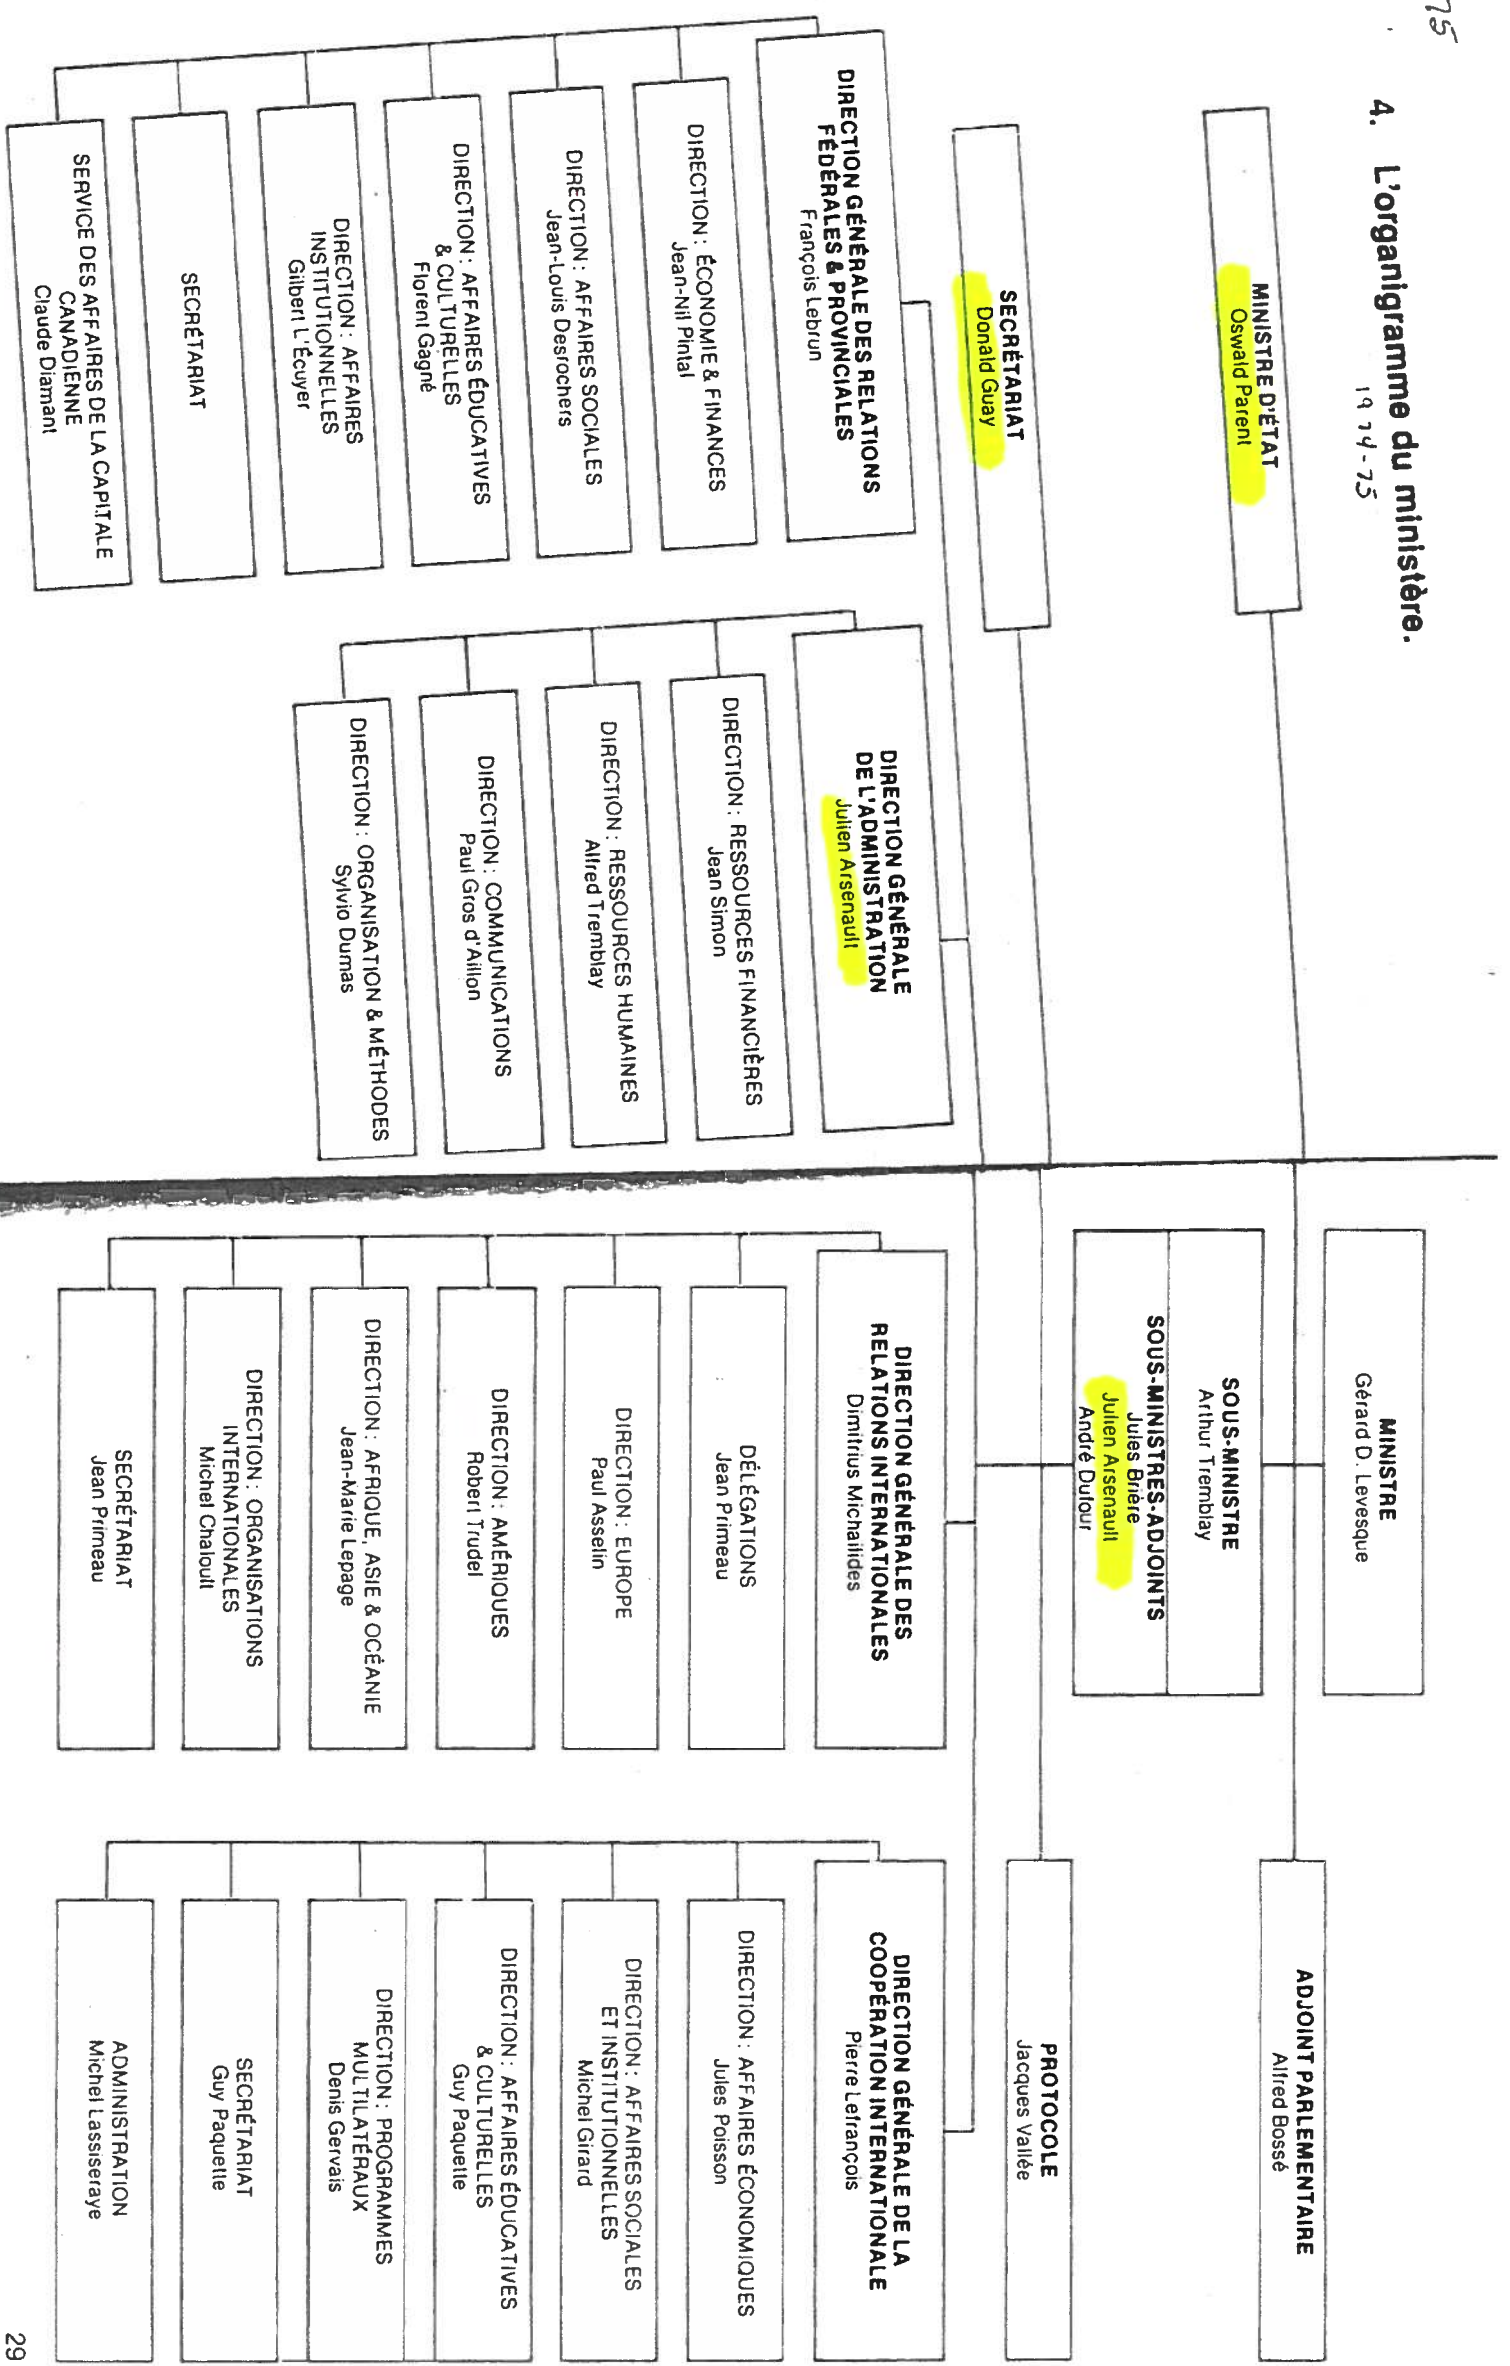 75
4. L'organigramme du ministère.
1974-75
MINISTRE
Gérard D. Levesque
MINISTRE D'ÉTAT
Oswald Parent
ADJOINT PARLEMENTAIRE
Alfred Bossé
SOUS-MINISTRE
Arthur Tremblay
SOUS-MINISTRES-ADJOINTS
Jules Brière
Julien Arsenault
André Dufour
SECRÉTARIAT
Donald Guay
PROTOCOLE
Jacques Vallée
DIRECTION GÉNÉRALE DES RELATIONS
FÉDÉRALES & PROVINCIALES
François Lebrun
DIRECTION : ÉCONOMIE & FINANCES
Jean-Nil Pintal
DIRECTION : AFFAIRES SOCIALES
Jean-Louis Desrochers
DIRECTION : AFFAIRES ÉDUCATIVES
& CULTURELLES
Florent Gagné
DIRECTION : AFFAIRES
INSTITUTIONNELLES
Gilbert L'Écuyer
SECRÉTARIAT
SERVICE DES AFFAIRES DE LA CAPITALE
CANADIENNE
Claude Diamant
DIRECTION GÉNÉRALE
DE L'ADMINISTRATION
Julien Arsenault
DIRECTION : RESSOURCES FINANCIÈRES
Jean Simon
DIRECTION : RESSOURCES HUMAINES
Alfred Tremblay
DIRECTION : COMMUNICATIONS
Paul Gros d'Aillon
DIRECTION : ORGANISATION & MÉTHODES
Sylvio Dumas
DIRECTION GÉNÉRALE DES
RELATIONS INTERNATIONALES
Dimitrius Michailides
DÉLÉGATIONS
Jean Primeau
DIRECTION : EUROPE
Paul Asselin
DIRECTION : AMÉRIQUES
Robert Trudel
DIRECTION : AFRIQUE, ASIE & OCÉANIE
Jean-Marie Lepage
DIRECTION : ORGANISATIONS
INTERNATIONALES
Michel Chaloult
SECRÉTARIAT
Jean Primeau
DIRECTION GÉNÉRALE DE LA
COOPÉRATION INTERNATIONALE
Pierre Lefrançois
DIRECTION : AFFAIRES ÉCONOMIQUES
Jules Poisson
DIRECTION : AFFAIRES SOCIALES
ET INSTITUTIONNELLES
Michel Girard
DIRECTION : AFFAIRES ÉDUCATIVES
& CULTURELLES
Guy Paquette
DIRECTION : PROGRAMMES
MULTILATÉRAUX
Denis Gervais
SECRÉTARIAT
Guy Paquette
ADMINISTRATION
Michel Lassiseraye
29